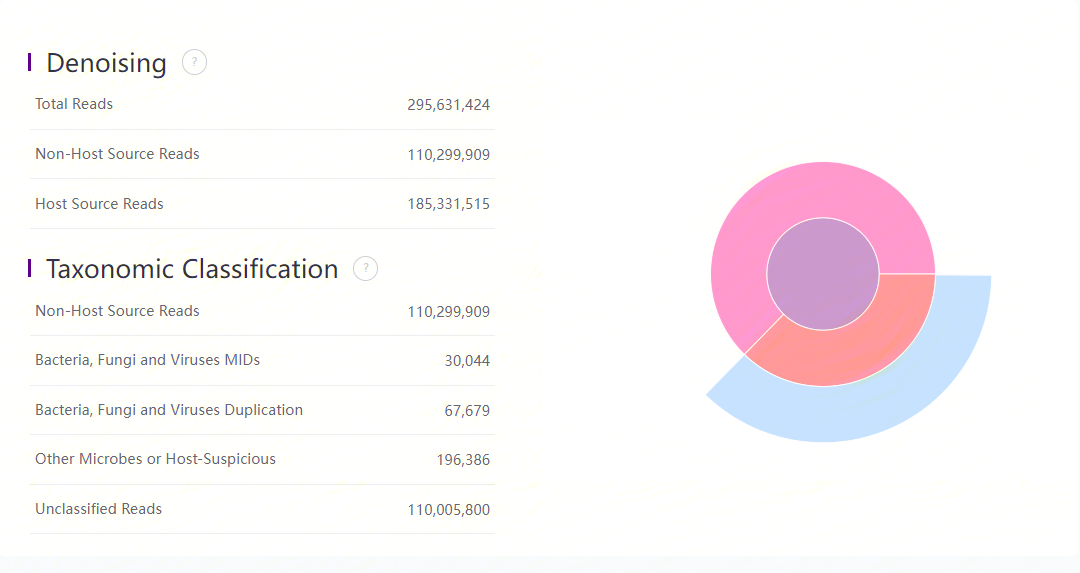 Denoising ?
Total Reads 295,631,424
Non-Host Source Reads 110,299,909
Host Source Reads 185,331,515
Taxonomic Classification ?
Non-Host Source Reads 110,299,909
Bacteria, Fungi and Viruses MIDs 30,044
Bacteria, Fungi and Viruses Duplication 67,679
Other Microbes or Host-Suspicious 196,386
Unclassified Reads 110,005,800